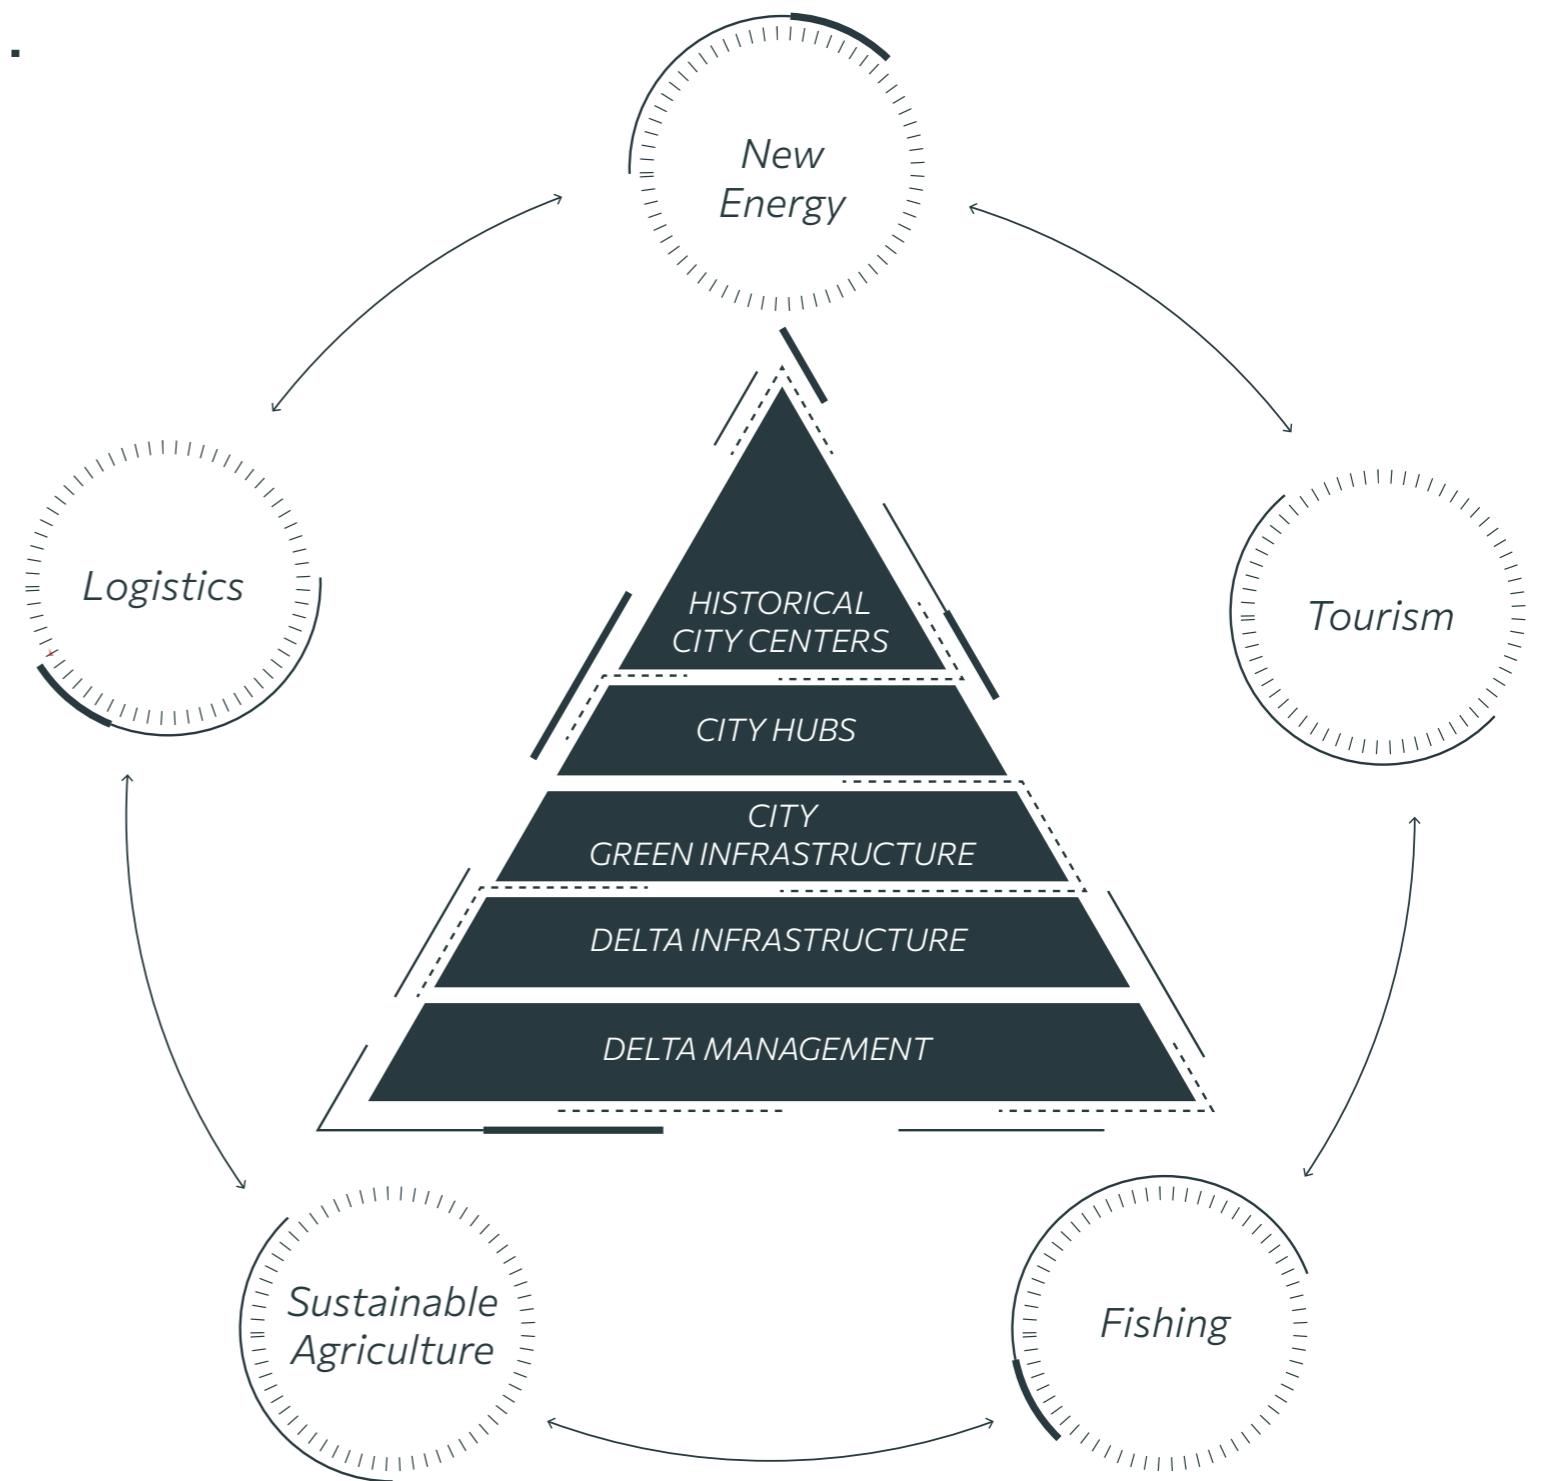 New
Energy
Logistics
Tourism
HISTORICAL
CITY CENTERS
CITY HUBS
CITY
GREEN INFRASTRUCTURE
DELTA INFRASTRUCTURE
DELTA MANAGEMENT
Sustainable
Agriculture
Fishing